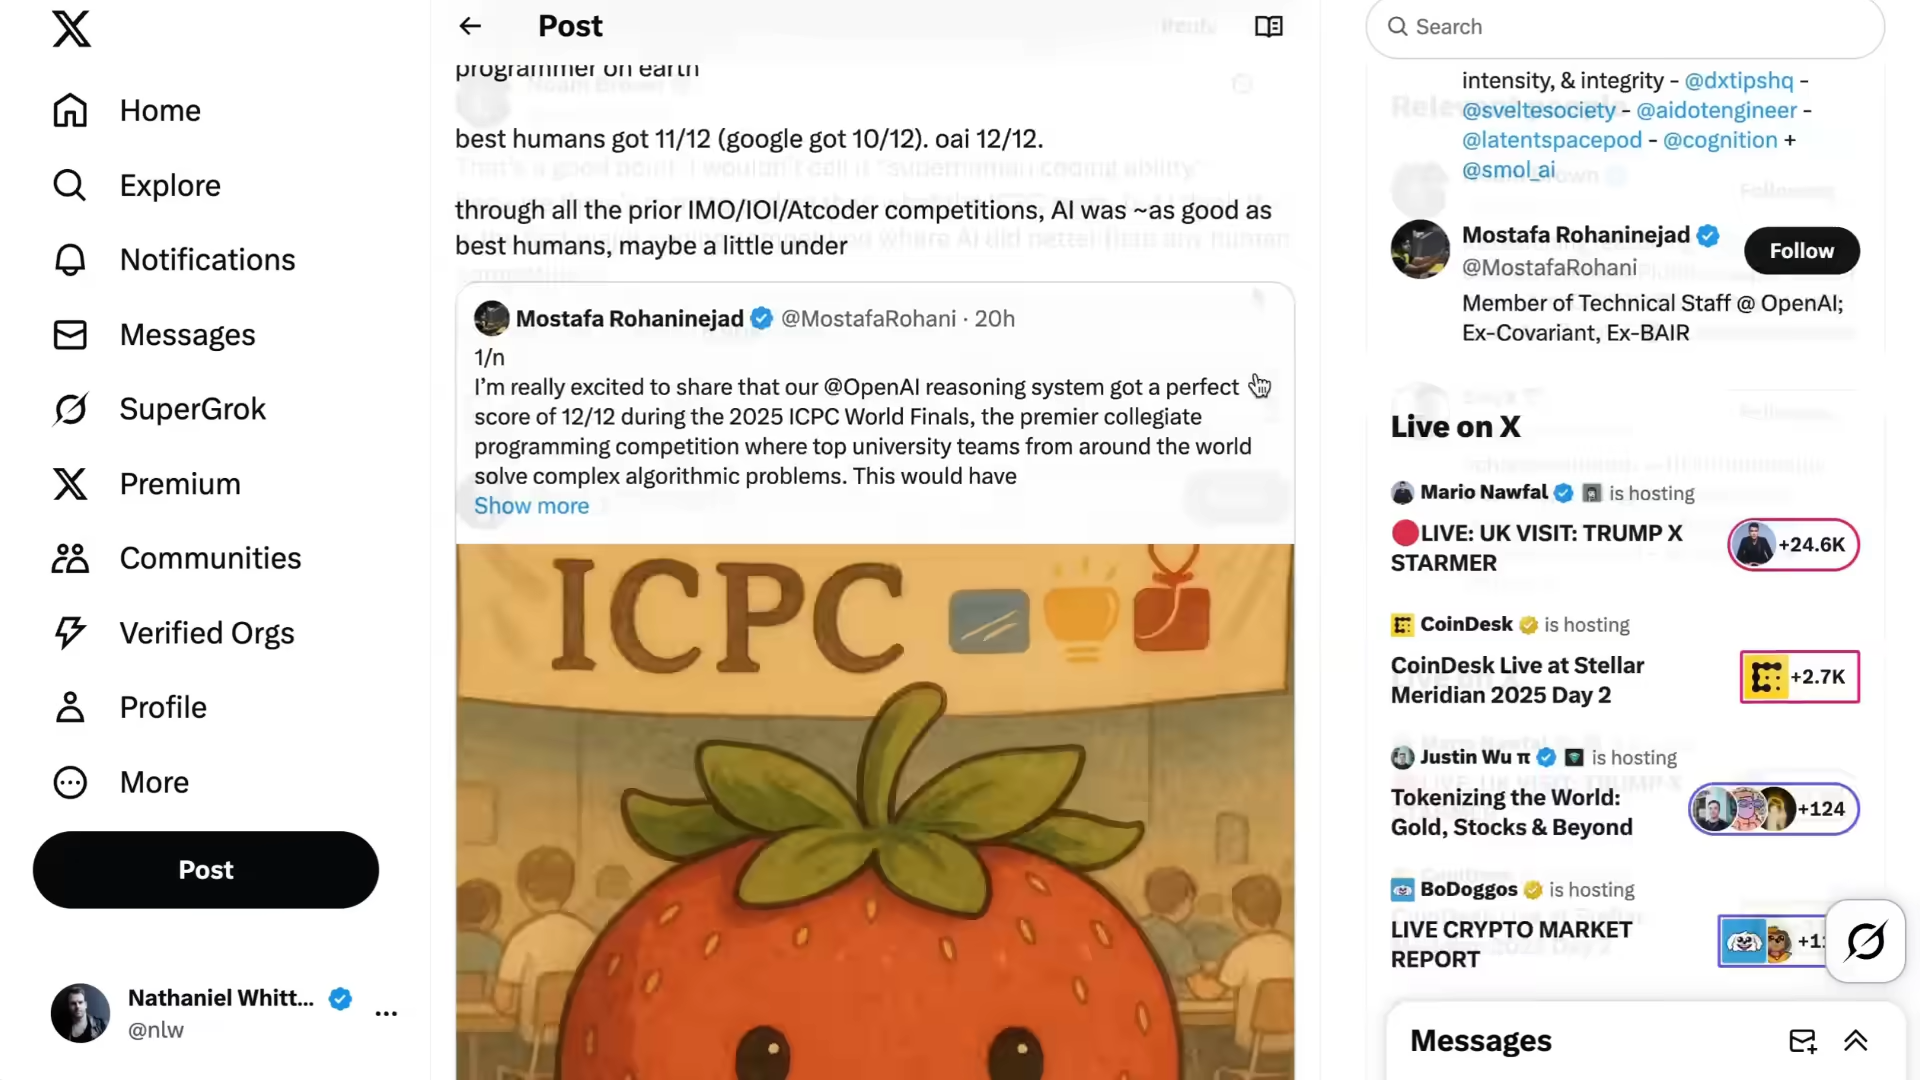 Home
Explore
Notifications
Messages
SuperGrok
Premium
Communities
Verified Orgs
Profile
More
Post
Nathaniel Whitt...
@nlw
Post
programmer on earth
best humans got 11/12 (google got 10/12). oai 12/12.
through all the prior IMO/IOI/Atcoder competitions, AI was ~as good as
best humans, maybe a little under
Mostafa Rohaninejad @MostafaRohani · 20h
1/n
I’m really excited to share that our @OpenAI reasoning system got a perfect
score of 12/12 during the 2025 ICPC World Finals, the premier collegiate
programming competition where top university teams from around the world
solve complex algorithmic problems. This would have
Show more
ICPC
Search
intensity, & integrity - @dxtipshq -
@sveltesociety - @aidotengineer -
@latentspacepod - @cognition +
@smol_ai
Mostafa Rohaninejad
@MostafaRohani
Follow
Member of Technical Staff @ OpenAI;
Ex-Covariant, Ex-BAIR
Live on X
Mario Nawfal is hosting
LIVE: UK VISIT: TRUMP X
STARMER
+24.6K
CoinDesk is hosting
CoinDesk Live at Stellar
Meridian 2025 Day 2
+2.7K
Justin Wu π is hosting
Tokenizing the World:
Gold, Stocks & Beyond
+124
BoDoggos is hosting
LIVE CRYPTO MARKET
REPORT
Messages